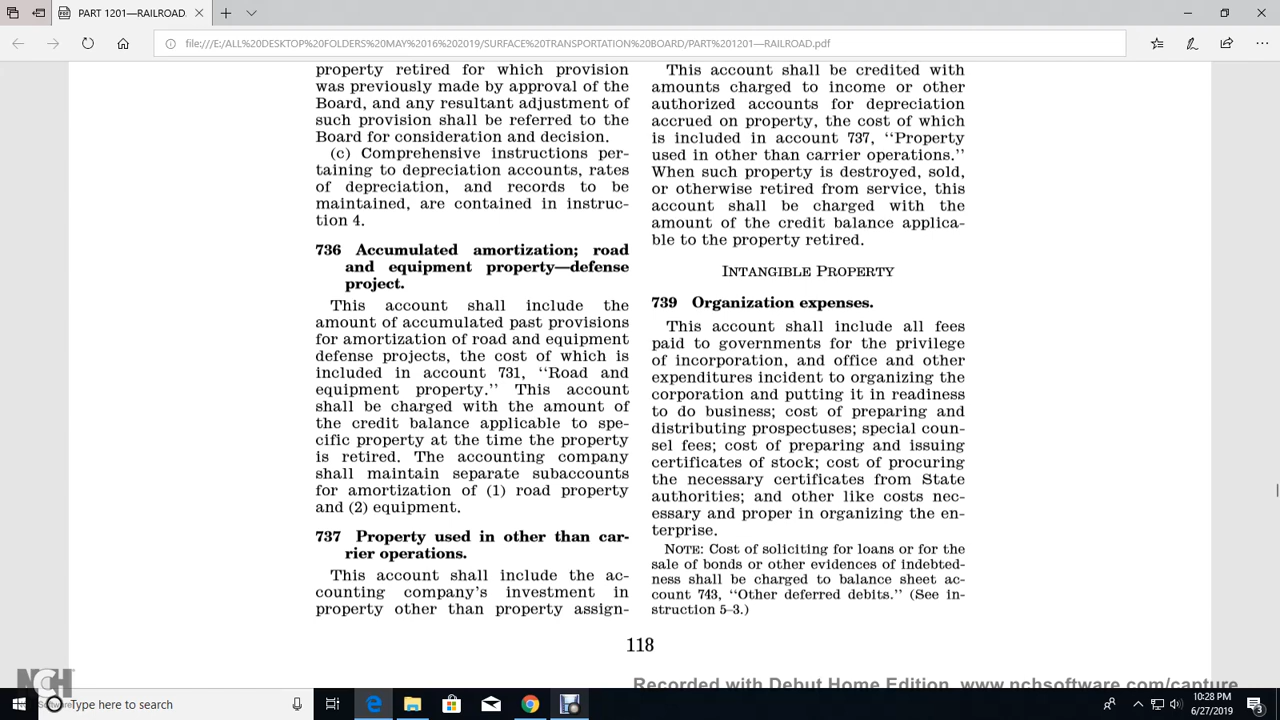 PART 1201—RAILROAD
file:///E:/ALL%20DESKTOP%20FOLDERS%20MAY%2016%202019/SURFACE%20TRANSPORTATION%20BOARD/PART%201201—RAILROAD.pdf
property retired for which provision
was previously made by approval of the
Board, and any resultant adjustment of
such provision shall be referred to the
Board for consideration and decision.
(c) Comprehensive instructions per-
taining to depreciation accounts, rates
of depreciation, and records to be
maintained, are contained in instruc-
tion 4.
736 Accumulated amortization; road
and equipment property—defense
project.
This account shall include the
amount of accumulated past provisions
for amortization of road and equipment
defense projects, the cost of which is
included in account 731, ‘‘Road and
equipment property.’’ This account
shall be charged with the amount of
the credit balance applicable to spe-
cific property at the time the property
is retired. The accounting company
shall maintain separate subaccounts
for amortization of (1) road property
and (2) equipment.
737 Property used in other than car-
rier operations.
This account shall include the ac-
counting company's investment in
property other than property assign-
This account shall be credited with
amounts charged to income or other
authorized accounts for depreciation
accrued on property, the cost of which
is included in account 737, ‘‘Property
used in other than carrier operations.’’
When such property is destroyed, sold,
or otherwise retired from service, this
account shall be charged with the
amount of the credit balance applica-
ble to the property retired.
INTANGIBLE PROPERTY
739 Organization expenses.
This account shall include all fees
paid to governments for the privilege
of incorporation, and office and other
expenditures incident to organizing the
corporation and putting it in readiness
to do business; cost of preparing and
distributing prospectuses; special coun-
sel fees; cost of preparing and issuing
certificates of stock; cost of procuring
the necessary certificates from State
authorities; and other like costs nec-
essary and proper in organizing the en-
terprise.
NOTE: Cost of soliciting for loans or for the
sale of bonds or other evidences of indebted-
ness shall be charged to balance sheet ac-
count 743, ‘‘Other deferred debits.’’ (See in-
struction 5–3.)
118
NCH
Software
Recorded with Debut Home Edition, www.nchsoftware.com/capture
Type here to search
10:28 PM
6/27/2019